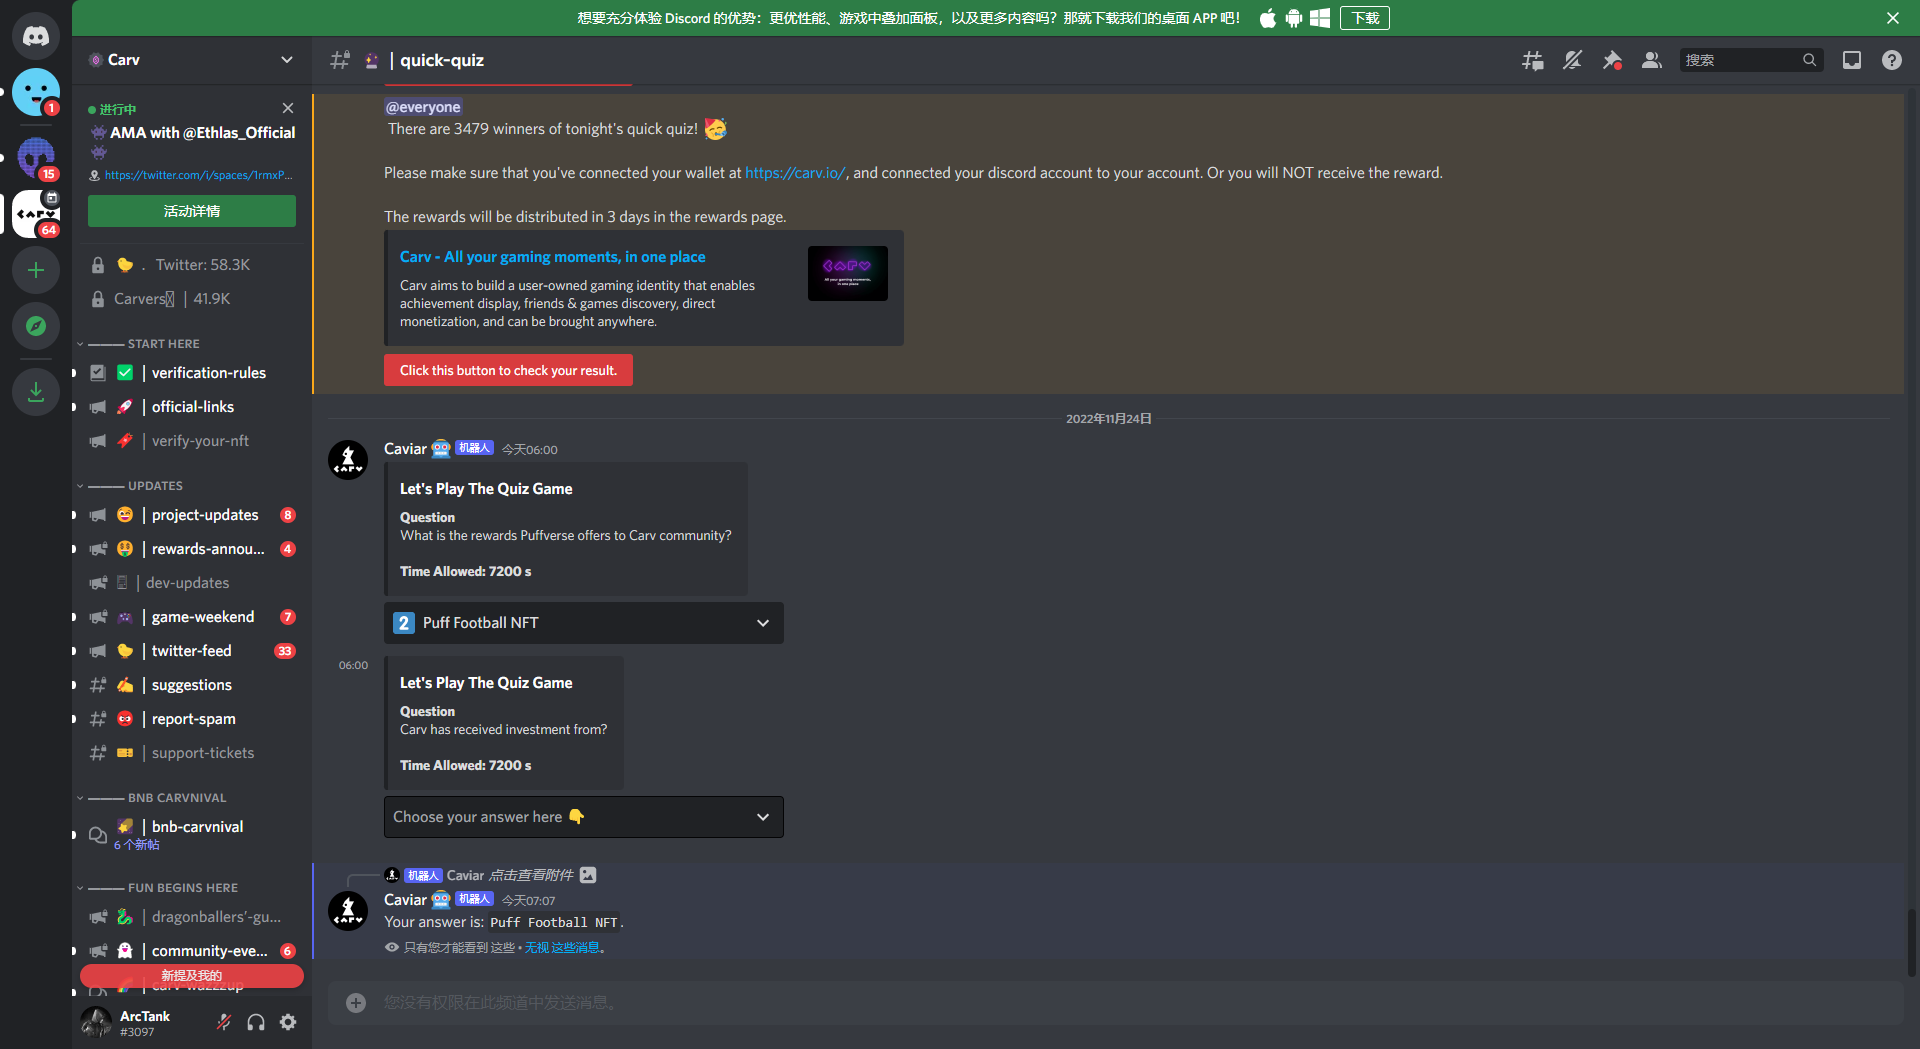 想要充分体验 Discord 的优势：更优性能、游戏中叠加面板，以及更多内容吗？那就下载我们的桌面 APP 吧！
下载
1
15
CARV
64
Carv
进行中
AMA with @Ethlas_Official
https://twitter.com/i/spaces/1rmxP...
活动详情
. Twitter: 58.3K
Carvers | 41.9K
——— START HERE
| verification-rules
| official-links
| verify-your-nft
——— UPDATES
| project-updates
8
| rewards-annou...
4
| dev-updates
| game-weekend
7
| twitter-feed
33
| suggestions
| report-spam
| support-tickets
——— BNB CARVNIVAL
| bnb-carvnival
6 个新帖
——— FUN BEGINS HERE
| dragonballers'-gu...
| community-eve...
6
新提及我的
| carv-wazzzup
ArcTank
#3097
| quick-quiz
搜索
@everyone
There are 3479 winners of tonight's quick quiz! 🥳
Please make sure that you've connected your wallet at https://carv.io/, and connected your discord account to your account. Or you will NOT receive the reward.
The rewards will be distributed in 3 days in the rewards page.
Carv - All your gaming moments, in one place
Carv aims to build a user-owned gaming identity that enables
achievement display, friends & games discovery, direct
monetization, and can be brought anywhere.
CARV
All your gaming moments,
in one place
Click this button to check your result.
2022年11月24日
CARV
Caviar 🤖 机器人 今天06:00
Let's Play The Quiz Game
Question
What is the rewards Puffverse offers to Carv community?
Time Allowed: 7200 s
2 Puff Football NFT
06:00
Let's Play The Quiz Game
Question
Carv has received investment from?
Time Allowed: 7200 s
Choose your answer here 👇
机器人 Caviar 点击查看附件
CARV
Caviar 🤖 机器人 今天07:07
Your answer is: Puff Football NFT.
只有您才能看到 这些 • 无视 这些消息。
您没有权限在此频道中发送消息。